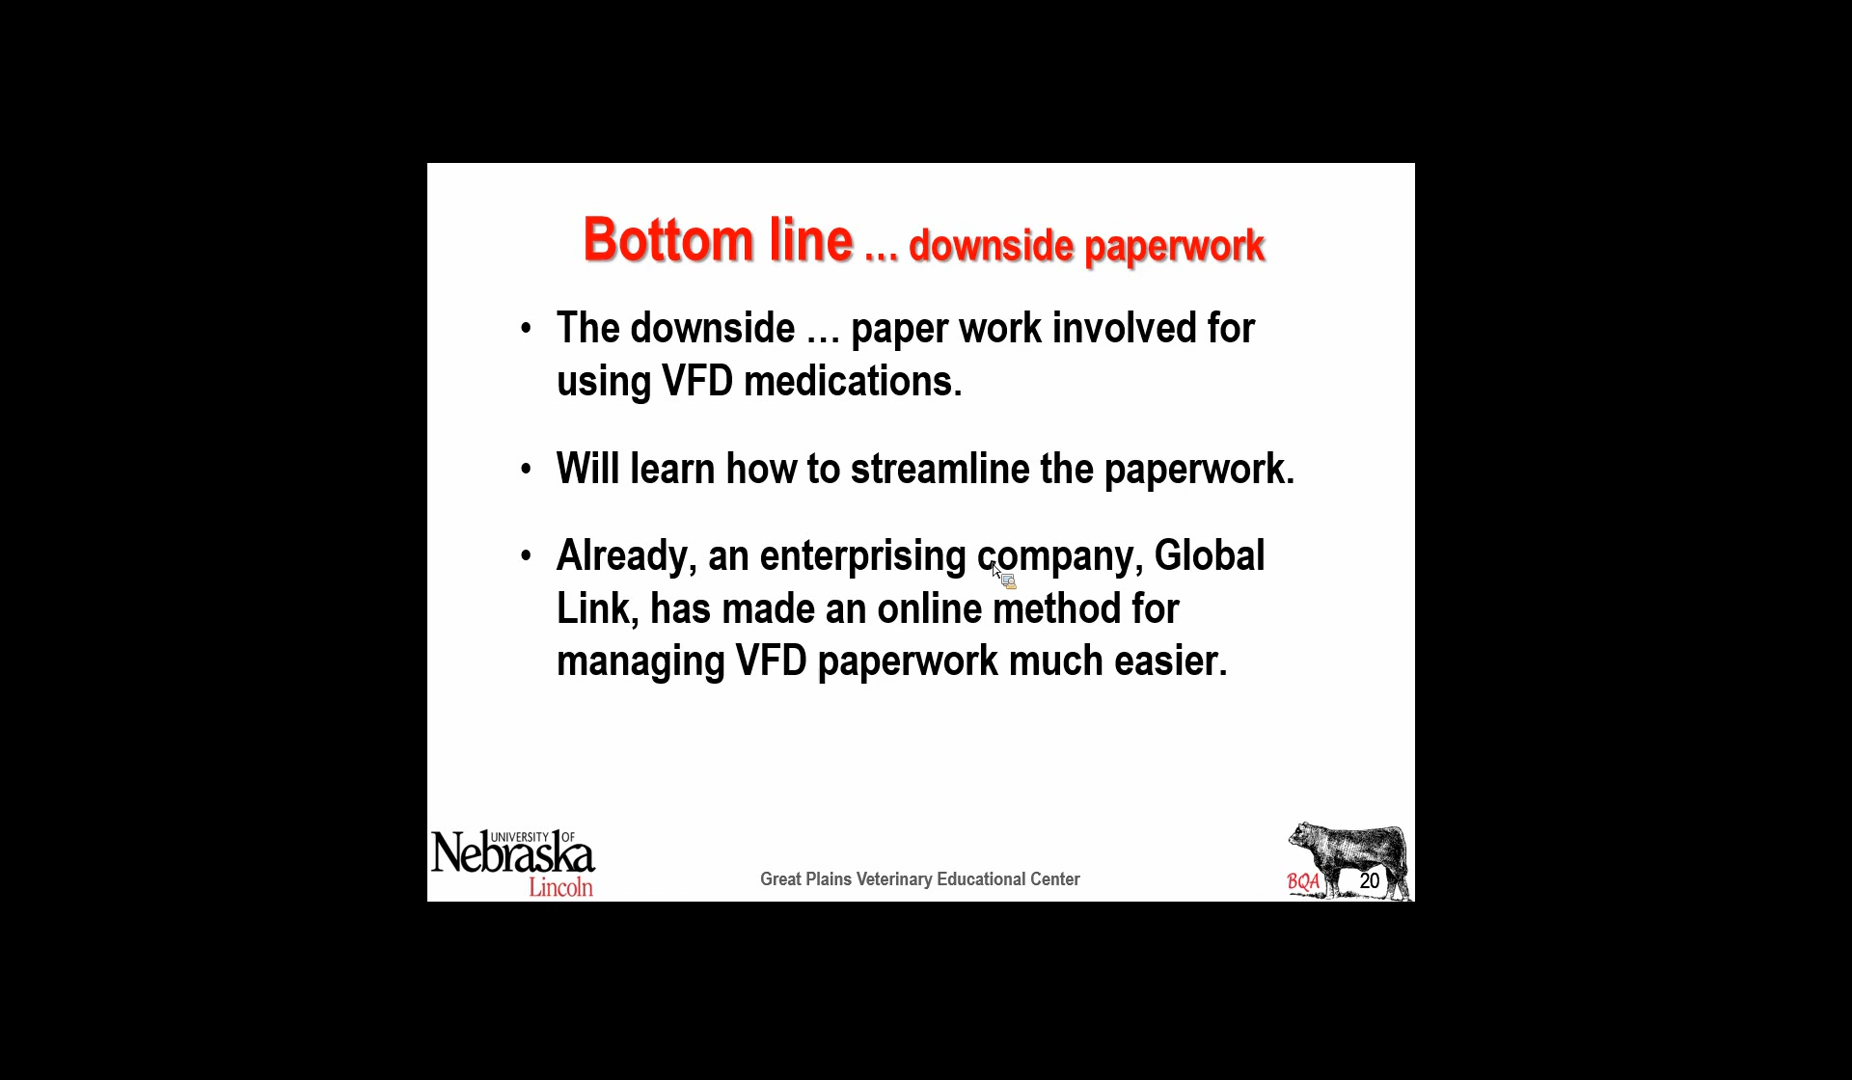 Bottom line … downside paperwork
• The downside … paper work involved for
using VFD medications.
• Will learn how to streamline the paperwork.
• Already, an enterprising company, Global
Link, has made an online method for
managing VFD paperwork much easier.
UNIVERSITY OF
Nebraska
Lincoln
Great Plains Veterinary Educational Center
BQA
20